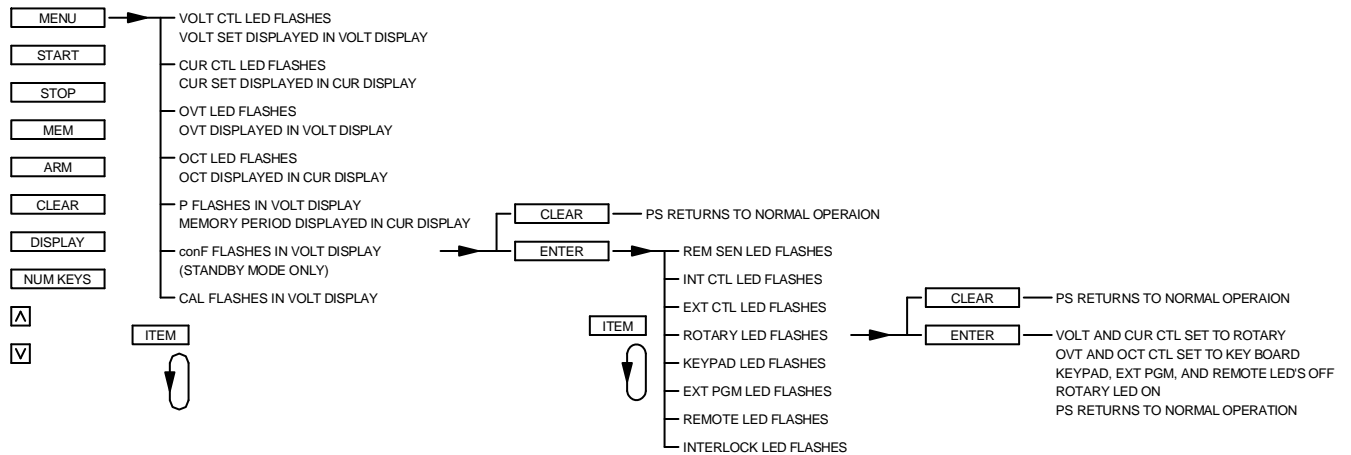 MENU
START
STOP
MEM
ARM
CLEAR
DISPLAY
NUM KEYS
VOLT CTL LED FLASHES
VOLT SET DISPLAYED IN VOLT DISPLAY
CUR CTL LED FLASHES
CUR SET DISPLAYED IN CUR DISPLAY
OVT LED FLASHES
OVT DISPLAYED IN VOLT DISPLAY
OCT LED FLASHES
OCT DISPLAYED IN CUR DISPLAY
P FLASHES IN VOLT DISPLAY
MEMORY PERIOD DISPLAYED IN CUR DISPLAY
conF FLASHES IN VOLT DISPLAY
(STANDBY MODE ONLY)
CAL FLASHES IN VOLT DISPLAY
ITEM
CLEAR
PS RETURNS TO NORMAL OPERAION
ENTER
REM SEN LED FLASHES
INT CTL LED FLASHES
EXT CTL LED FLASHES
ROTARY LED FLASHES
KEYPAD LED FLASHES
EXT PGM LED FLASHES
REMOTE LED FLASHES
INTERLOCK LED FLASHES
ITEM
CLEAR
PS RETURNS TO NORMAL OPERAION
ENTER
VOLT AND CUR CTL SET TO ROTARY
OVT AND OCT CTL SET TO KEY BOARD
KEYPAD, EXT PGM, AND REMOTE LED'S OFF
ROTARY LED ON
PS RETURNS TO NORMAL OPERATION